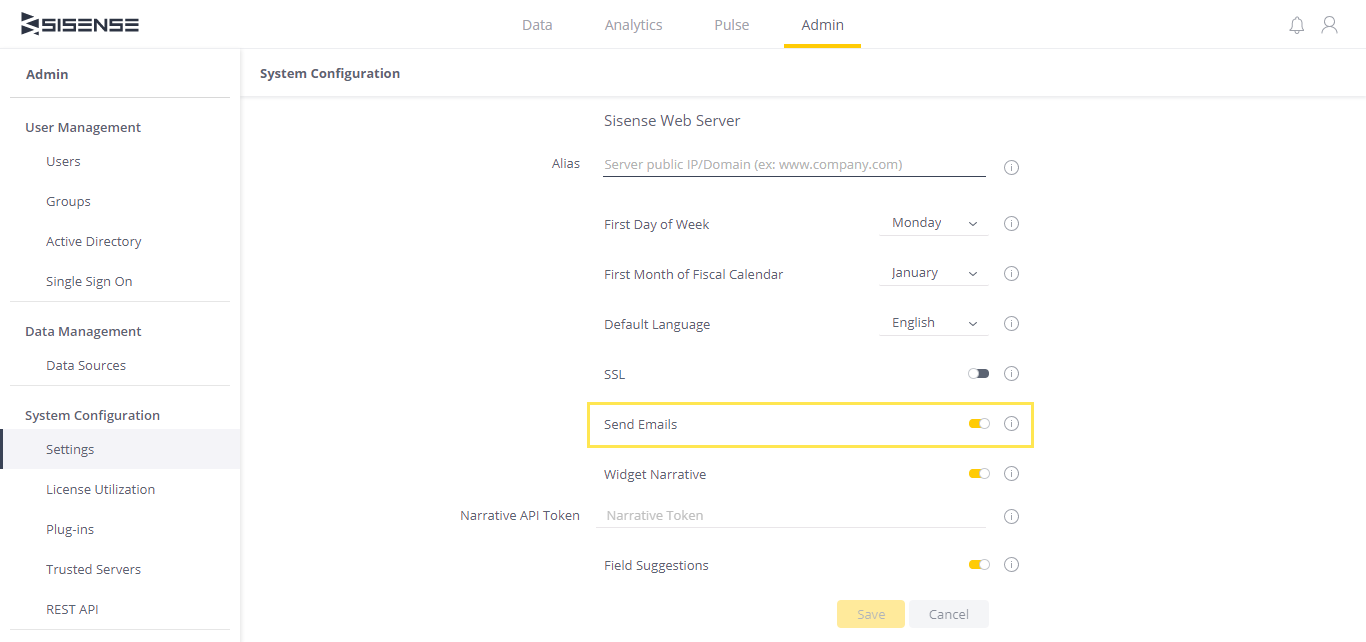 SISENSE
Data
Analytics
Pulse
Admin
Admin
User Management
Users
Groups
Active Directory
Single Sign On
Data Management
Data Sources
System Configuration
Settings
License Utilization
Plug-ins
Trusted Servers
REST API
System Configuration
Sisense Web Server
Alias Server public IP/Domain (ex: www.company.com)
First Day of Week Monday
First Month of Fiscal Calendar January
Default Language English
SSL
Send Emails
Widget Narrative
Narrative API Token Narrative Token
Field Suggestions
Save Cancel